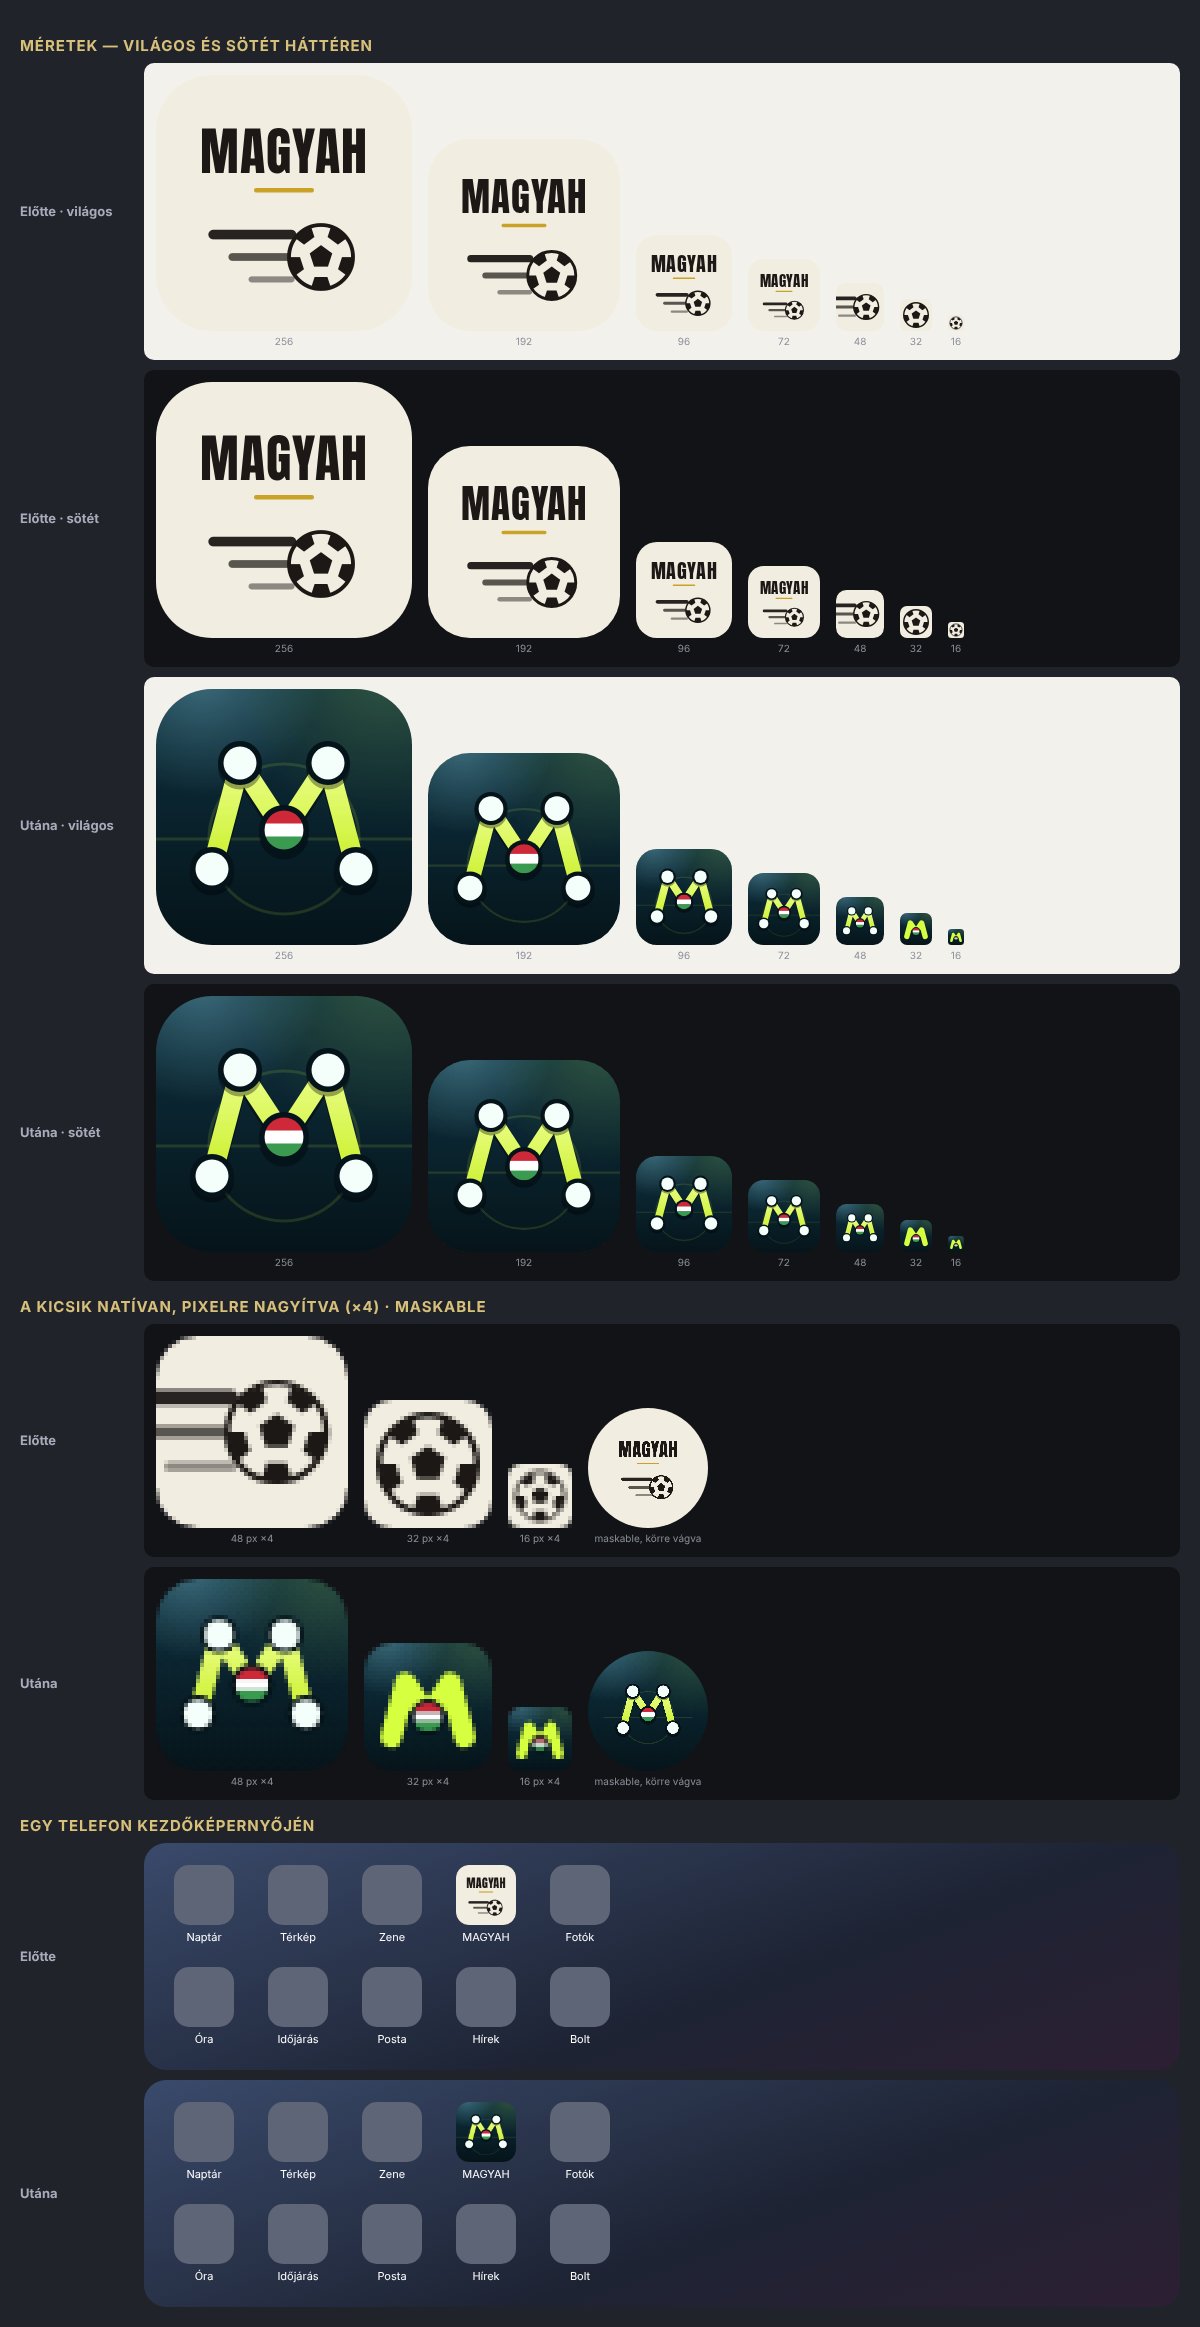 MÉRETEK — VILÁGOS ÉS SÖTÉT HÁTTÉREN
Előtte · világos
MAGYAH
MAGYAH
MAGYAH
MAGYAH
256 192 96 72 48 32 16
Előtte · sötét
MAGYAH
MAGYAH
MAGYAH
MAGYAH
256 192 96 72 48 32 16
Utána · világos
256 192 96 72 48 32 16
Utána · sötét
256 192 96 72 48 32 16
A KICSIK NATÍVAN, PIXELRE NAGYÍTVA (×4) · MASKABLE
Előtte
MAGYAH
48 px ×4 32 px ×4 16 px ×4 maskable, körre vágva
Utána
48 px ×4 32 px ×4 16 px ×4 maskable, körre vágva
EGY TELEFON KEZDŐKÉPERNYŐJÉN
Előtte
MAGYAH
Naptár Térkép Zene MAGYAH Fotók
Óra Időjárás Posta Hírek Bolt
Utána
Naptár Térkép Zene MAGYAH Fotók
Óra Időjárás Posta Hírek Bolt